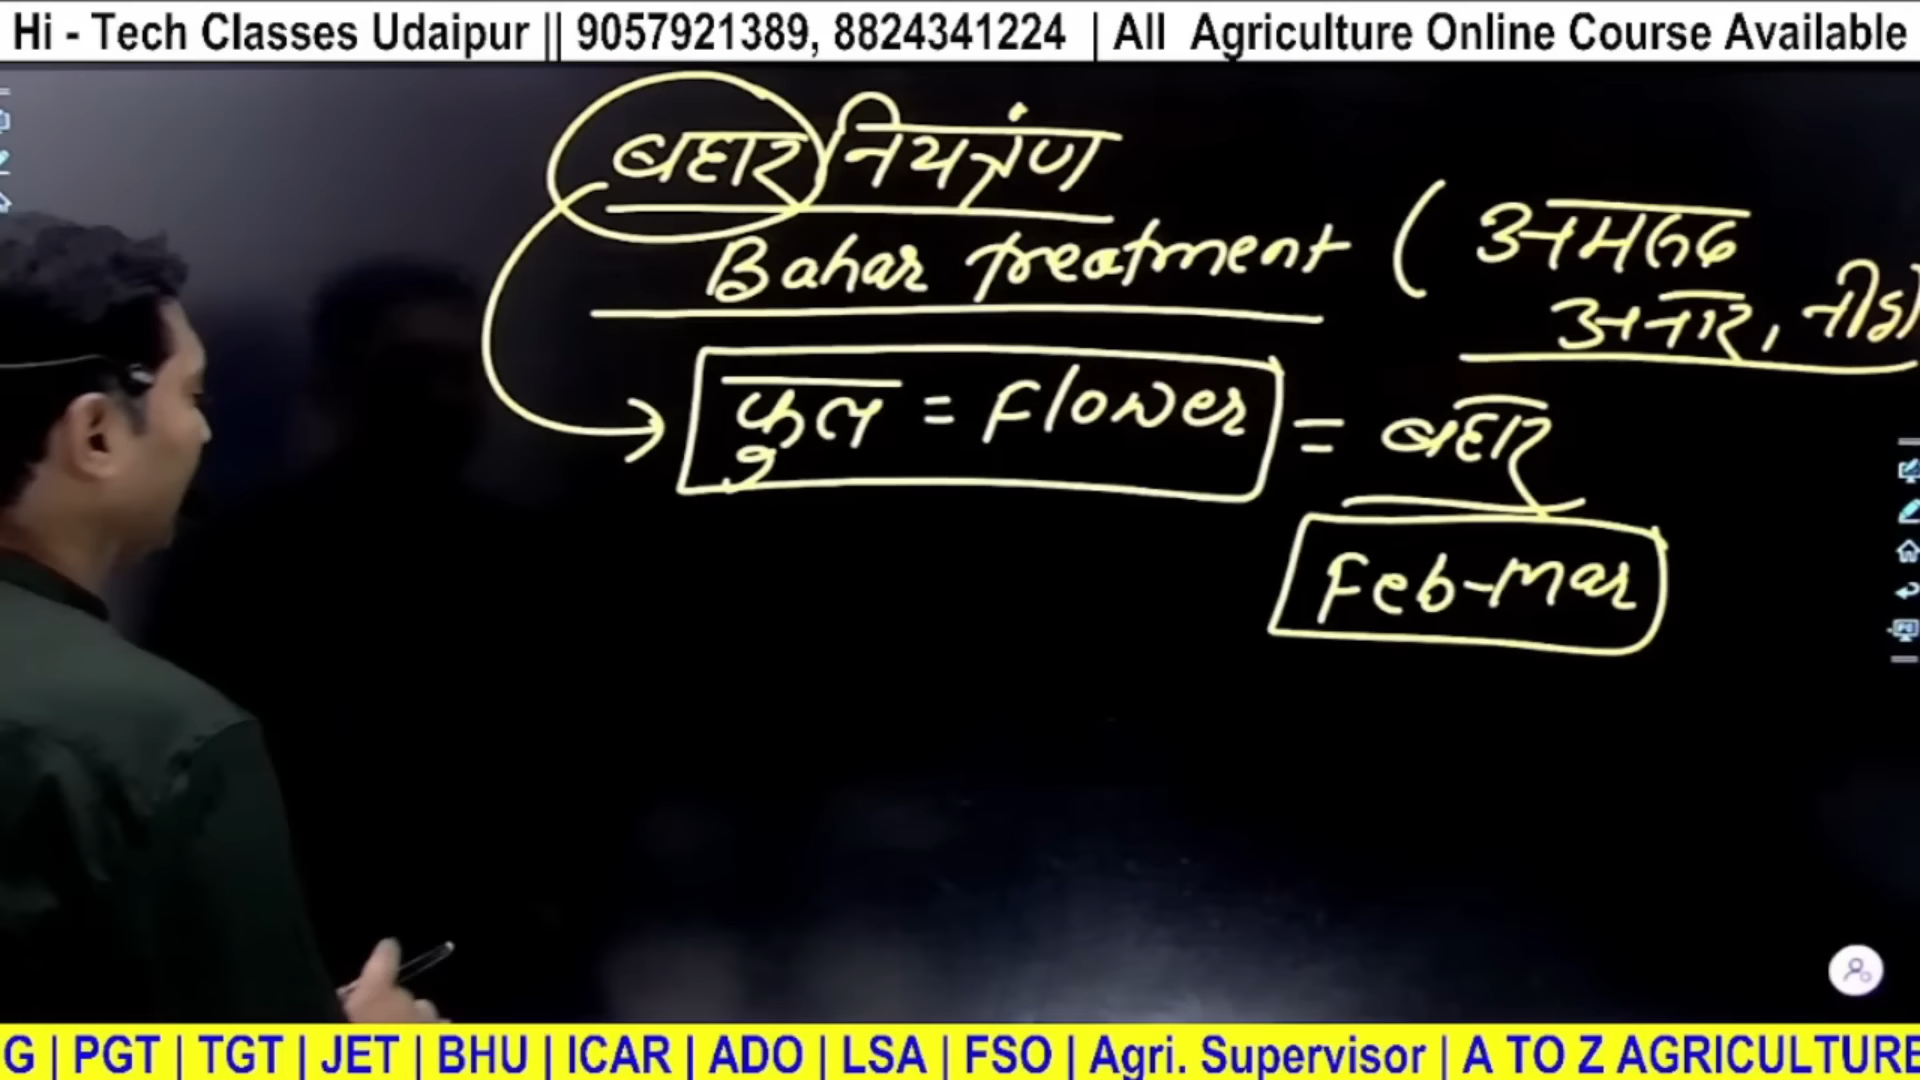 Hi - Tech Classes Udaipur || 9057921389, 8824341224 | All Agriculture Online Course Available
बहार नियत्रंण
Bahar treatment ( अमरुद
अनार,
फुल = Flower = बहार
Feb-Mar
G | PGT | TGT | JET | BHU | ICAR | ADO | LSA | FSO | Agri. Supervisor | A TO Z AGRICULTURE